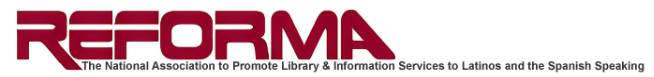 REFORMA
The National Association to Promote Library & Information Services to Latinos and the Spanish Speaking